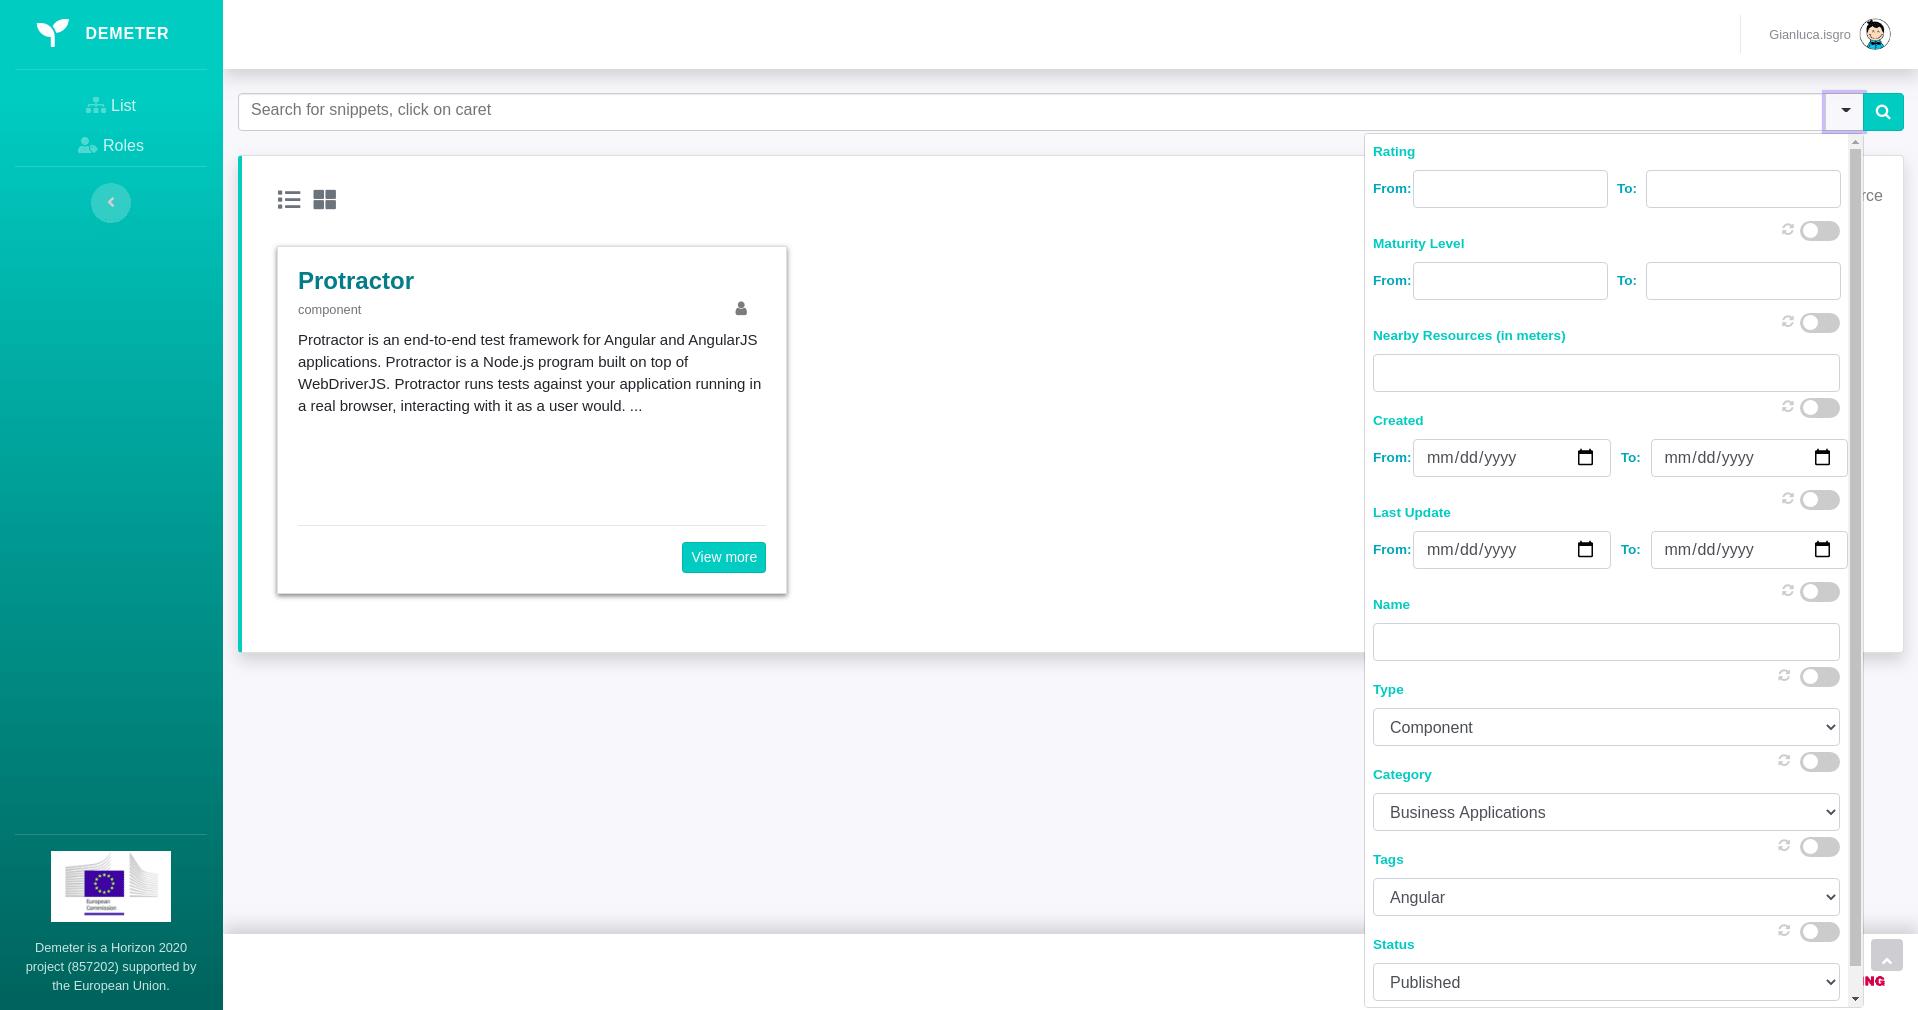 DEMETER
List
Roles
Demeter is a Horizon 2020
project (857202) supported by
the European Union.
European
Commission
Gianluca.isgro
Search for snippets, click on caret
Protractor
component
Protractor is an end-to-end test framework for Angular and AngularJS
applications. Protractor is a Node.js program built on top of
WebDriverJS. Protractor runs tests against your application running in
a real browser, interacting with it as a user would. ...
View more
rce
Rating
From: To:
Maturity Level
From: To:
Nearby Resources (in meters)
Created
From: mm/dd/yyyy To: mm/dd/yyyy
Last Update
From: mm/dd/yyyy To: mm/dd/yyyy
Name
Type
Component
Category
Business Applications
Tags
Angular
Status
Published
ING